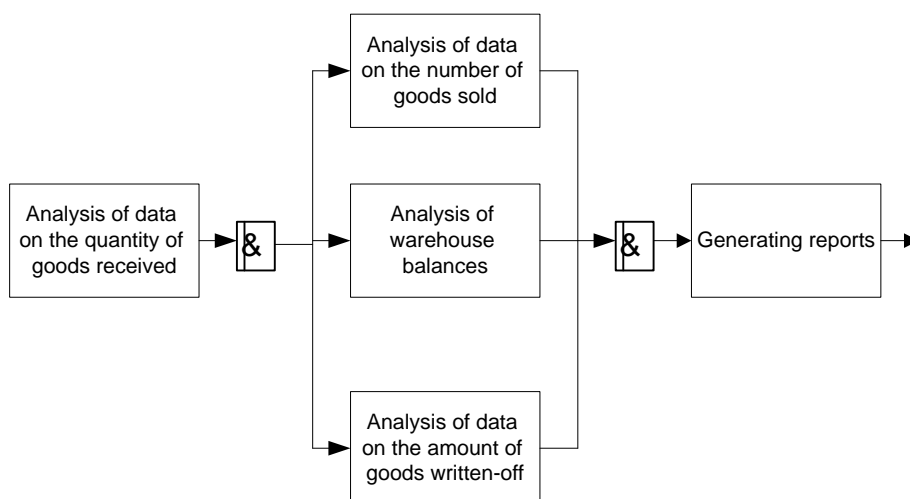 Analysis of data
on the number of
goods sold
Analysis of data
on the quantity of
goods received
&
Analysis of
warehouse
balances
&
Generating reports
Analysis of data
on the amount of
goods written-off